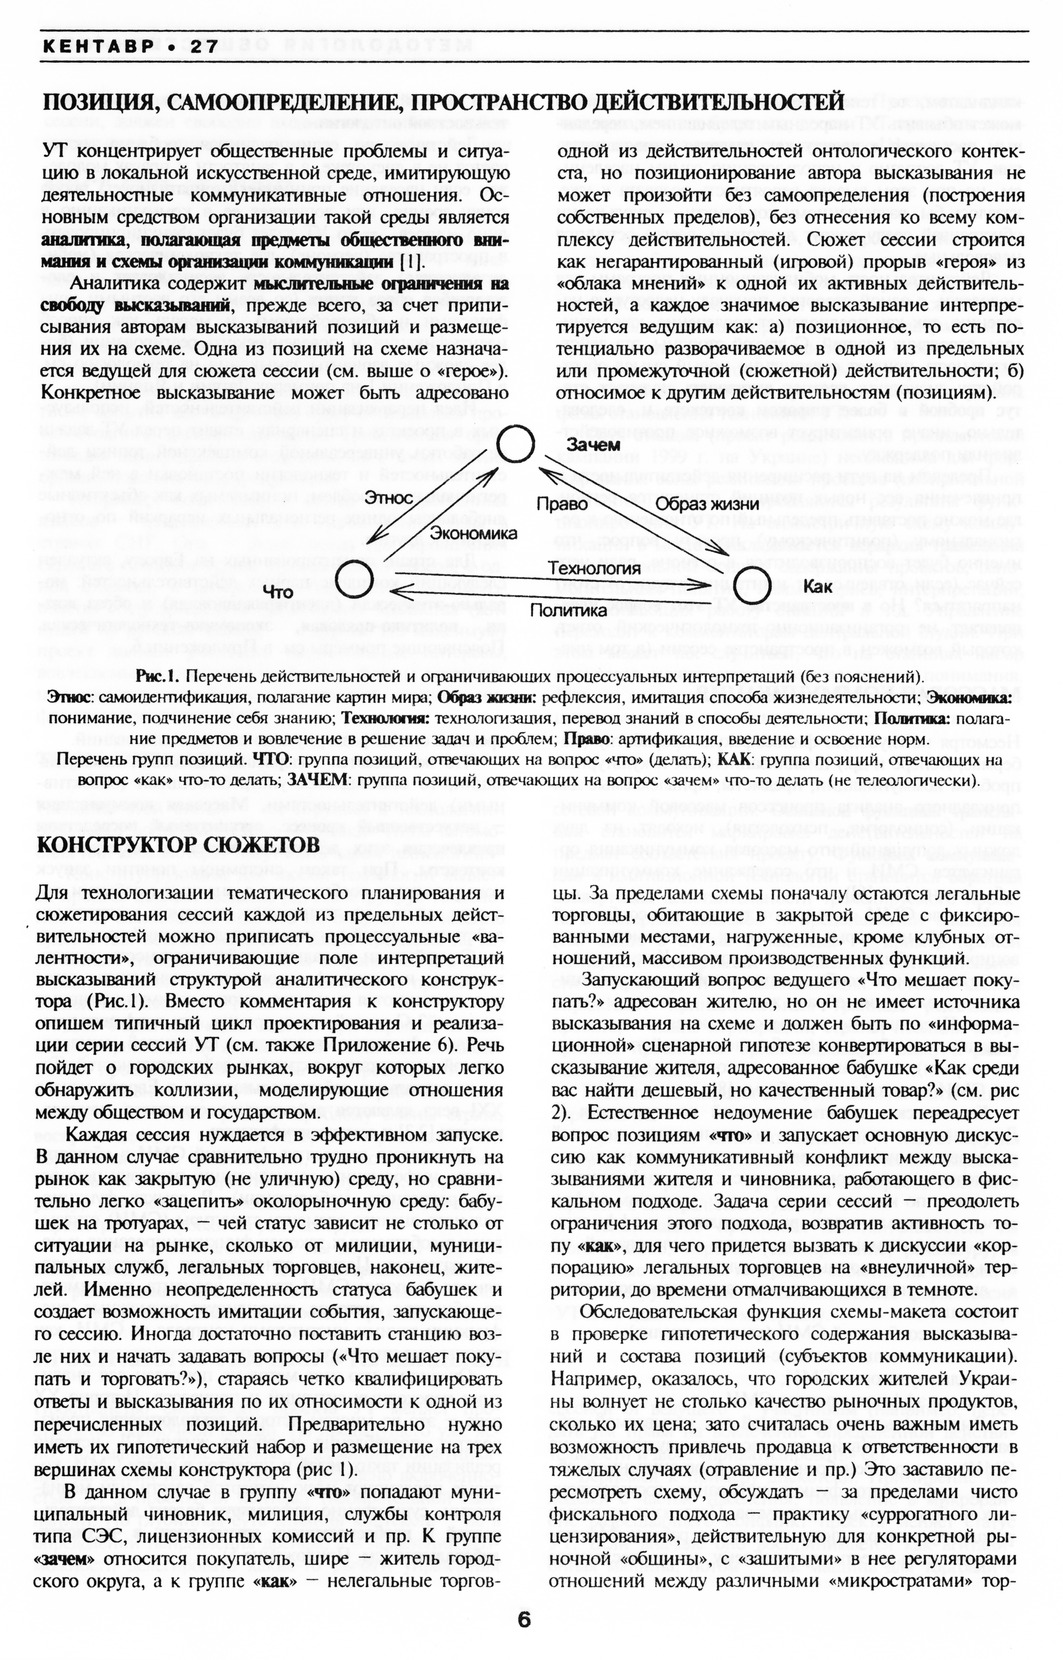 КЕНТАВР • 27
ПОЗИЦИЯ, САМООПРЕДЕЛЕНИЕ, ПРОСТРАНСТВО ДЕЙСТВИТЕЛЬНОСТЕЙ
УТ концентрирует общественные проблемы и ситуа-
цию в локальной искусственной среде, имитирующую
деятельностные коммуникативные отношения. Ос-
новным средством организации такой среды является
аналитика, полагающая предметы общественного вни-
мания и схемы организации коммуникации [1].
Аналитика содержит мыслительные ограничения на
свободу высказываний, прежде всего, за счет припи-
сывания авторам высказываний позиций и размеще-
ния их на схеме. Одна из позиций на схеме назнача-
ется ведущей для сюжета сессии (см. выше о «герое»).
Конкретное высказывание может быть адресовано
одной из действительностей онтологического контек-
ста, но позиционирование автора высказывания не
может произойти без самоопределения (построения
собственных пределов), без отнесения ко всему ком-
плексу действительностей. Сюжет сессии строится
как негарантированный (игровой) прорыв «героя» из
«облака мнений» к одной их активных действитель-
ностей, а каждое значимое высказывание интерпре-
тируется ведущим как: а) позиционное, то есть по-
тенциально разворачиваемое в одной из предельных
или промежуточной (сюжетной) действительности; б)
относимое к другим действительностям (позициям).
Зачем
Этнос
Право
Образ жизни
Экономика
Технология
Что
Как
Политика
Рис.1. Перечень действительностей и ограничивающих процессуальных интерпретаций (без пояснений).
Этнос: самоидентификация, полагание картин мира; Образ жизни: рефлексия, имитация способа жизнедеятельности; Экономика:
понимание, подчинение себя знанию; Технология: технологизация, перевод знаний в способы деятельности; Политика: полага-
ние предметов и вовлечение в решение задач и проблем; Право: артификация, введение и освоение норм.
Перечень групп позиций. ЧТО: группа позиций, отвечающих на вопрос «что» (делать); КАК: группа позиций, отвечающих на
вопрос «как» что-то делать; ЗАЧЕМ: группа позиций, отвечающих на вопрос «зачем» что-то делать (не телеологически).
КОНСТРУКТОР СЮЖЕТОВ
Для технологизации тематического планирования и
сюжетирования сессий каждой из предельных дейст-
вительностей можно приписать процессуальные «ва-
лентности», ограничивающие поле интерпретаций
высказываний структурой аналитического конструк-
тора (Рис.1). Вместо комментария к конструктору
опишем типичный цикл проектирования и реализа-
ции серии сессий УТ (см. также Приложение 6). Речь
пойдет о городских рынках, вокруг которых легко
обнаружить коллизии, моделирующие отношения
между обществом и государством.
Каждая сессия нуждается в эффективном запуске.
В данном случае сравнительно трудно проникнуть на
рынок как закрытую (не уличную) среду, но сравни-
тельно легко «зацепить» околорыночную среду: бабу-
шек на тротуарах, — чей статус зависит не столько от
ситуации на рынке, сколько от милиции, муници-
пальных служб, легальных торговцев, наконец, жите-
лей. Именно неопределенность статуса бабушек и
создает возможность имитации события, запускающе-
го сессию. Иногда достаточно поставить станцию воз-
ле них и начать задавать вопросы («Что мешает поку-
пать и торговать?»), стараясь четко квалифицировать
ответы и высказывания по их относимости к одной из
перечисленных позиций. Предварительно нужно
иметь их гипотетический набор и размещение на трех
вершинах схемы конструктора (рис 1).
В данном случае в группу «что» попадают муни-
ципальный чиновник, милиция, службы контроля
типа СЭС, лицензионных комиссий и пр. К группе
«зачем» относится покупатель, шире — житель город-
ского округа, а к группе «как» — нелегальные торгов-
цы. За пределами схемы поначалу остаются легальные
торговцы, обитающие в закрытой среде с фиксиро-
ванными местами, нагруженные, кроме клубных от-
ношений, массивом производственных функций.
Запускающий вопрос ведущего «Что мешает поку-
пать?» адресован жителю, но он не имеет источника
высказывания на схеме и должен быть по «информа-
ционной» сценарной гипотезе конвертироваться в вы-
сказывание жителя, адресованное бабушке «Как среди
вас найти дешевый, но качественный товар?» (см. рис
2). Естественное недоумение бабушек переадресует
вопрос позициям «что» и запускает основную дискус-
сию как коммуникативный конфликт между выска-
зываниями жителя и чиновника, работающего в фис-
кальном подходе. Задача серии сессий — преодолеть
ограничения этого подхода, возвратив активность то-
пу «как», для чего придется вызвать к дискуссии «кор-
порацию» легальных торговцев на «внеуличной» тер-
ритории, до времени отмалчивающихся в темноте.
Обследовательская функция схемы-макета состоит
в проверке гипотетического содержания высказыва-
ний и состава позиций (субъектов коммуникации).
Например, оказалось, что городских жителей Украи-
ны волнует не столько качество рыночных продуктов,
сколько их цена; зато считалась очень важным иметь
возможность привлечь продавца к ответственности в
тяжелых случаях (отравление и пр.) Это заставило пе-
ресмотреть схему, обсуждать — за пределами чисто
фискального подхода — практику «суррогатного ли-
цензирования», действительную для конкретной ры-
ночной «общины», с «зашитыми» в нее регуляторами
отношений между различными «микростратами» тор-
6